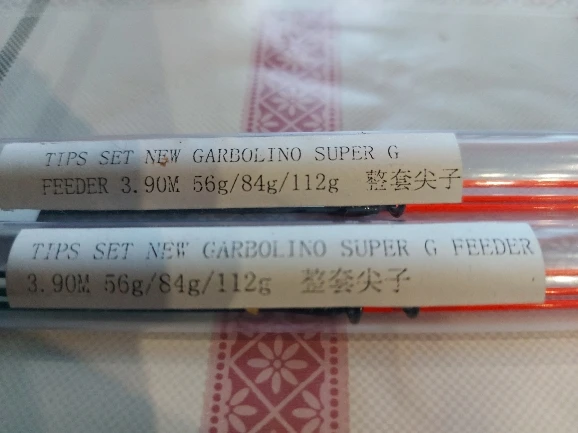 TIPS SET NEW GARBOLINO SUPER G
FEEDER 3.90M 56g/84g/112g 整套尖子
TIPS SET NEW GARBOLINO SUPER G FEEDER
3.90M 56g/84g/112g 整套尖子